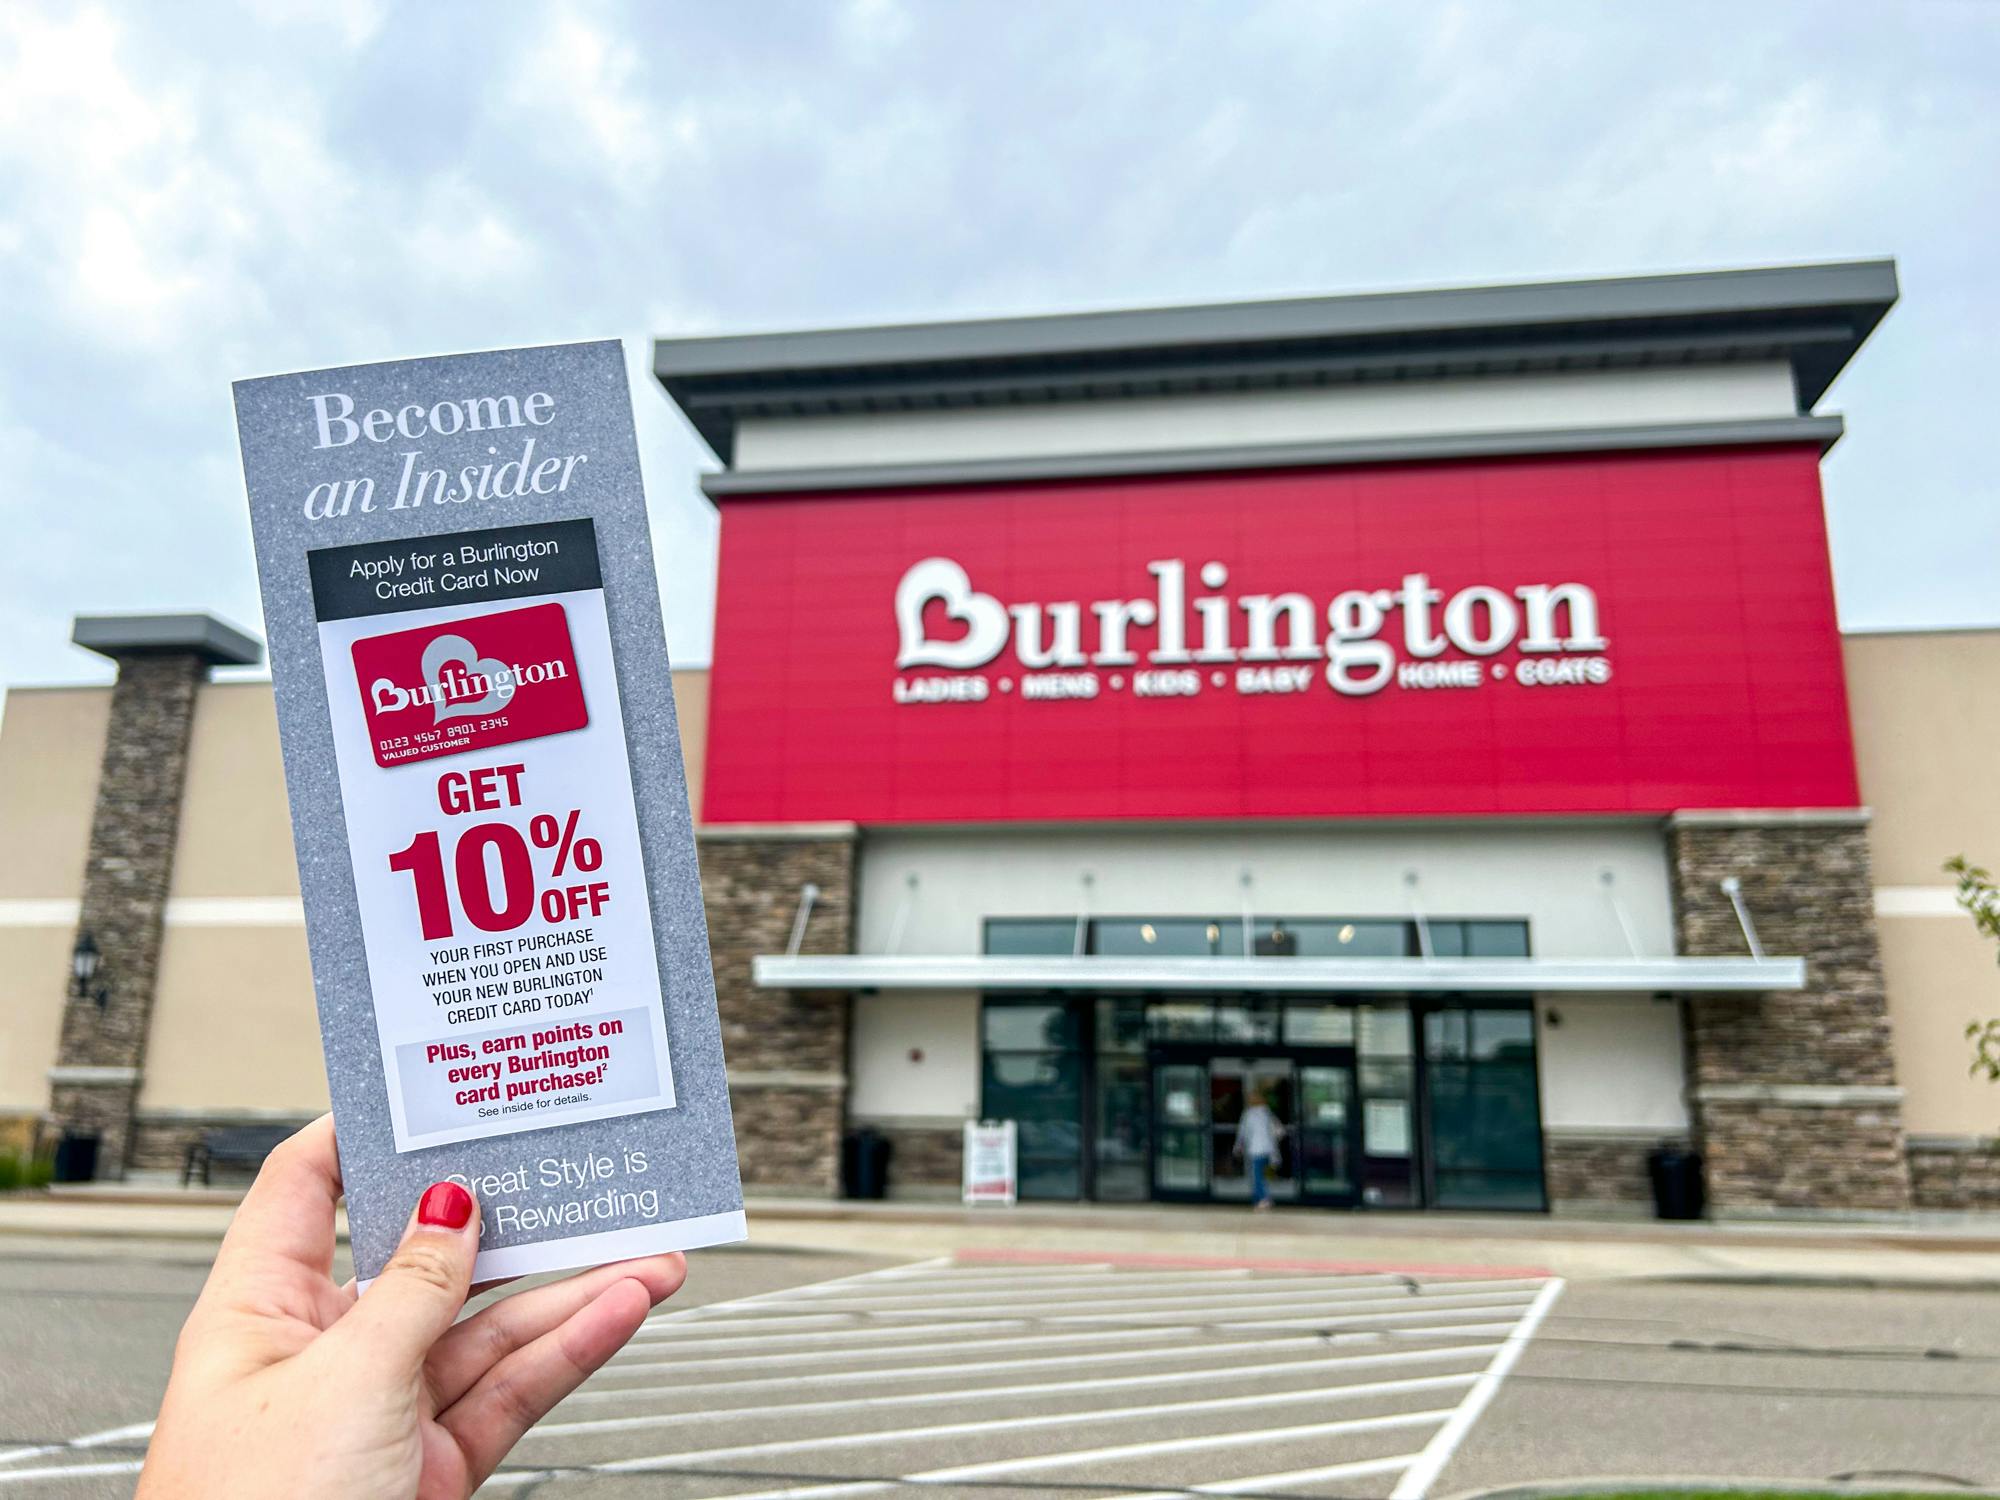 Become
an Insider
Apply for a Burlington
Credit Card Now
Burlington
0123 4567 8901 2345
VALUED CUSTOMER
GET
10%
OFF
YOUR FIRST PURCHASE
WHEN YOU OPEN AND USE
YOUR NEW BURLINGTON
CREDIT CARD TODAY¹
Plus, earn points on
every Burlington
card purchase!²
See inside for details.
Great Style is
Rewarding
Burlington
LADIES • MENS • KIDS • BABY HOME • COATS